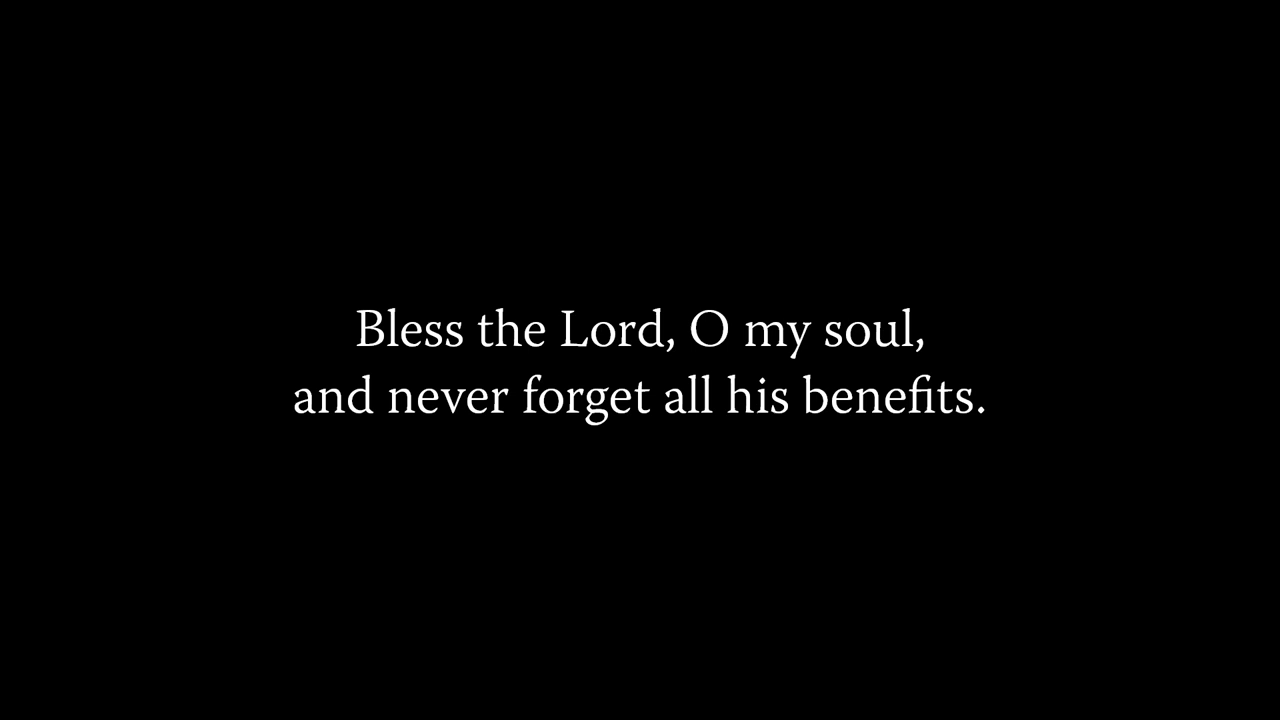 Bless the Lord, O my soul,
and never forget all his benefits.